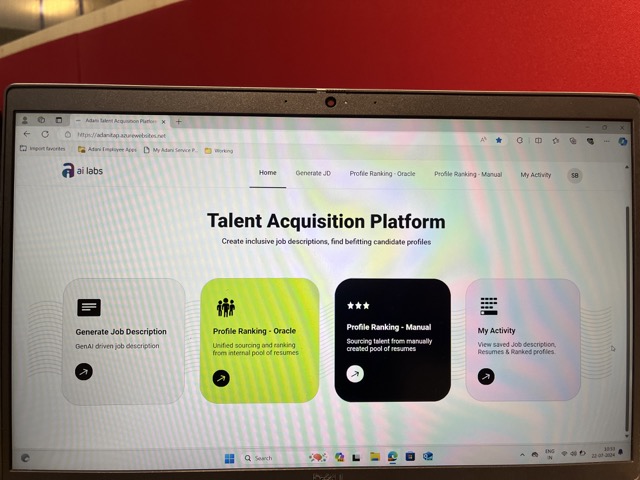 Adani Talent Acquisition Platfor
https://adanitap.azurewebsites.net
Import favorites
Adani Employee Apps
My Adani Service P...
Working
ai labs
Home
Generate JD
Profile Ranking - Oracle
Profile Ranking - Manual
My Activity
SB
Talent Acquisition Platform
Create inclusive job descriptions, find befitting candidate profiles
Generate Job Description
GenAI driven job description
Profile Ranking - Oracle
Unified sourcing and ranking
from internal pool of resumes
Profile Ranking - Manual
Sourcing talent from manually
created pool of resumes
My Activity
View saved Job description,
Resumes & Ranked profiles.
Search
ENG
IN
22-07-2024